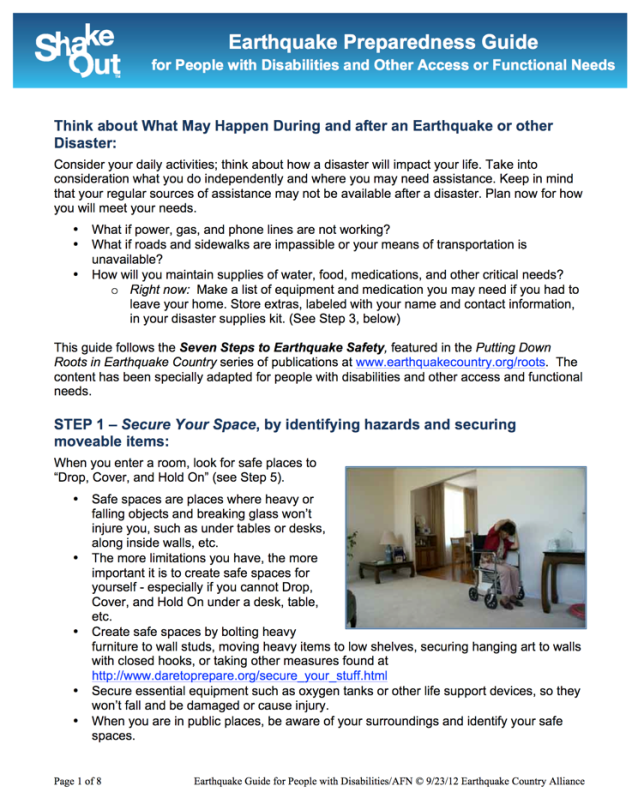 Shake
Out™
Earthquake Preparedness Guide
for People with Disabilities and Other Access or Functional Needs
Think about What May Happen During and after an Earthquake or other
Disaster:
Consider your daily activities; think about how a disaster will impact your life. Take into
consideration what you do independently and where you may need assistance. Keep in mind
that your regular sources of assistance may not be available after a disaster. Plan now for how
you will meet your needs.
• What if power, gas, and phone lines are not working?
• What if roads and sidewalks are impassible or your means of transportation is
unavailable?
• How will you maintain supplies of water, food, medications, and other critical needs?
o Right now: Make a list of equipment and medication you may need if you had to
leave your home. Store extras, labeled with your name and contact information,
in your disaster supplies kit. (See Step 3, below)
This guide follows the Seven Steps to Earthquake Safety, featured in the Putting Down
Roots in Earthquake Country series of publications at www.earthquakecountry.org/roots. The
content has been specially adapted for people with disabilities and other access and functional
needs.
STEP 1 – Secure Your Space, by identifying hazards and securing
moveable items:
When you enter a room, look for safe places to
“Drop, Cover, and Hold On” (see Step 5).
• Safe spaces are places where heavy or
falling objects and breaking glass won’t
injure you, such as under tables or desks,
along inside walls, etc.
• The more limitations you have, the more
important it is to create safe spaces for
yourself - especially if you cannot Drop,
Cover, and Hold On under a desk, table,
etc.
• Create safe spaces by bolting heavy
furniture to wall studs, moving heavy items to low shelves, securing hanging art to walls
with closed hooks, or taking other measures found at
http://www.daretoprepare.org/secure_your_stuff.html
• Secure essential equipment such as oxygen tanks or other life support devices, so they
won’t fall and be damaged or cause injury.
• When you are in public places, be aware of your surroundings and identify your safe
spaces.
Page 1 of 8 Earthquake Guide for People with Disabilities/AFN © 9/23/12 Earthquake Country Alliance